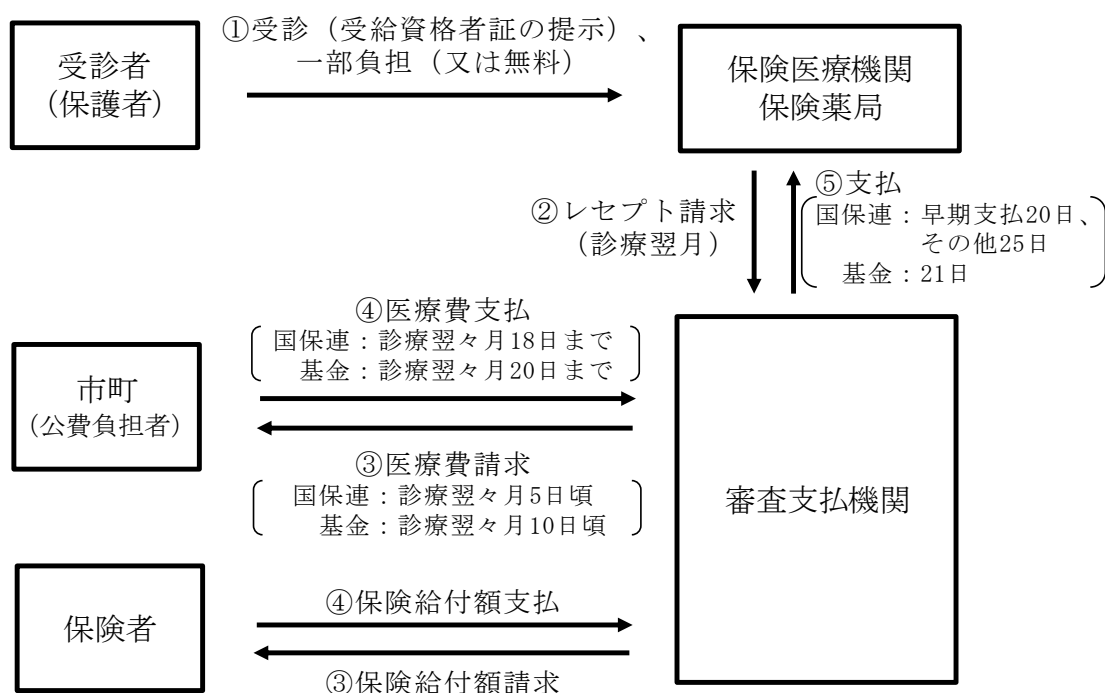 ①受診（受給資格者証の提示）、
一部負担（又は無料）
受診者
（保護者）
保険医療機関
保険薬局
②レセプト請求
（診療翌月）
⑤支払
国保連：早期支払20日、
その他25日
基金：21日
④医療費支払
国保連：診療翌々月18日まで
基金：診療翌々月20日まで
市町
（公費負担者）
③医療費請求
国保連：診療翌々月5日頃
基金：診療翌々月10日頃
審査支払機関
保険者
④保険給付額支払
③保険給付額請求